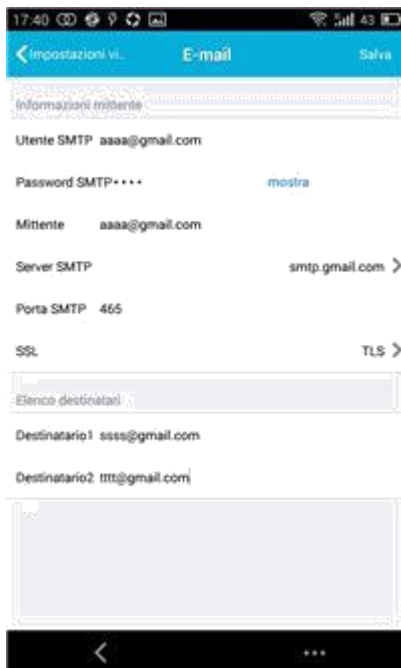 17:40 43
Impostazioni vi.. E-mail Salva
Informazioni mittente
Utente SMTP aaaa@gmail.com
Password SMTP •••• mostra
Mittente aaaa@gmail.com
Server SMTP smtp.gmail.com
Porta SMTP 465
SSL TLS
Elenco destinatari
Destinatario1 ssss@gmail.com
Destinatario2 tttt@gmail.com